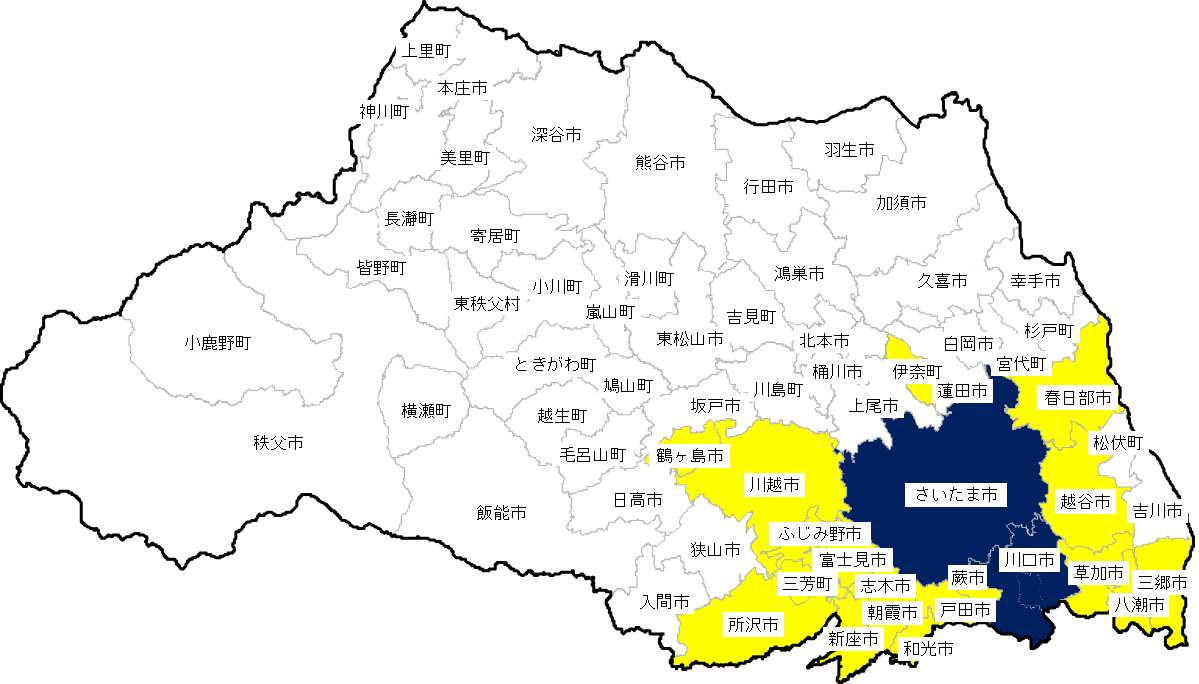 上里町
本庄市
神川町
深谷市
羽生市
美里町
熊谷市
行田市
加須市
長瀞町
寄居町
皆野町
鴻巣市
滑川町
久喜市
幸手市
小川町
東秩父村
嵐山町
吉見町
杉戸町
東松山市
北本市
白岡市
小鹿野町
ときがわ町
宮代町
桶川市
伊奈町
鳩山町
川島町
蓮田市
春日部市
坂戸市
上尾市
横瀬町
越生町
秩父市
松伏町
毛呂山町
鶴ヶ島市
川越市
さいたま市
日高市
越谷市
飯能市
吉川市
ふじみ野市
狭山市
富士見市
川口市
三芳町
志木市
蕨市
草加市
三郷市
入間市
朝霞市
戸田市
八潮市
所沢市
新座市
和光市